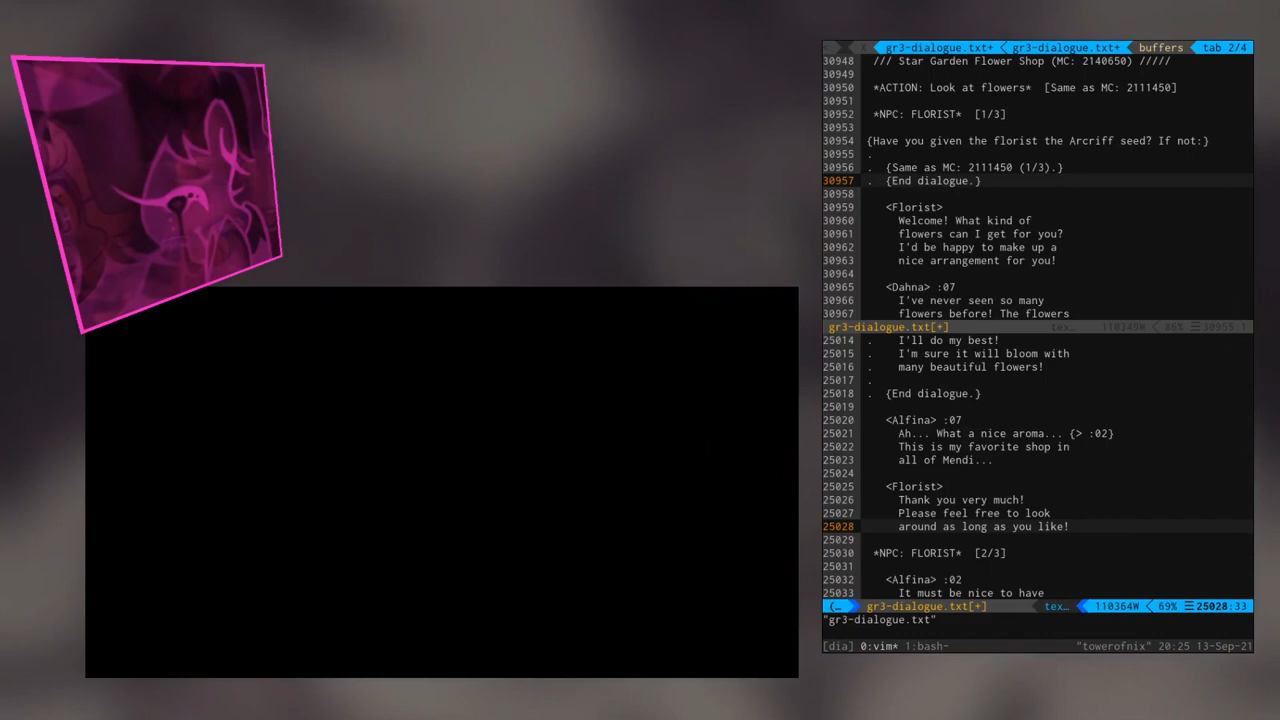 X gr3-dialogue.txt+ gr3-dialogue.txt+ buffers tab 2/4
30948 /// Star Garden Flower Shop (MC: 2140650) /////
30949
30950 *ACTION: Look at flowers* [Same as MC: 2111450]
30951
30952 *NPC: FLORIST* [1/3]
30953
30954 {Have you given the florist the Arcriff seed? If not:}
30955 .
30956 . {Same as MC: 2111450 (1/3).}
30957 . {End dialogue.}
30958
30959 <Florist>
30960 Welcome! What kind of
30961 flowers can I get for you?
30962 I'd be happy to make up a
30963 nice arrangement for you!
30964
30965 <Dahna> :07
30966 I've never seen so many
30967 flowers before! The flowers
gr3-dialogue.txt[+] tex… 110349W 86% ☰30955:1
25014 . I'll do my best!
25015 . I'm sure it will bloom with
25016 . many beautiful flowers!
25017 .
25018 . {End dialogue.}
25019
25020 <Alfina> :07
25021 Ah... What a nice aroma... {> :02}
25022 This is my favorite shop in
25023 all of Mendi...
25024
25025 <Florist>
25026 Thank you very much!
25027 Please feel free to look
25028 around as long as you like!
25029
25030 *NPC: FLORIST* [2/3]
25031
25032 <Alfina> :02
25033 It must be nice to have
(… gr3-dialogue.txt[+] tex… 110364W 69% ☰25028:33
"gr3-dialogue.txt"
[dia] 0:vim* 1:bash- "towerofnix" 20:25 13-Sep-21